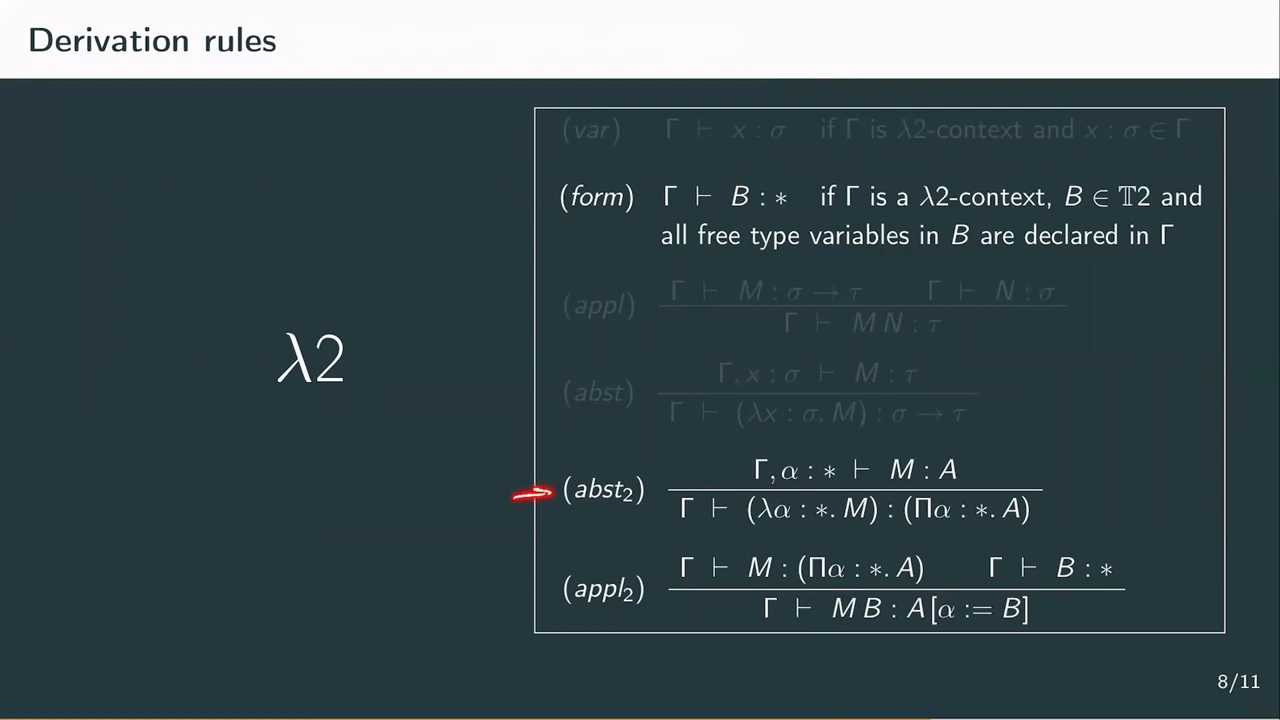 Derivation rules
(var) Γ ⊢ x : σ if Γ is λ2-context and x : σ ∈ Γ
(form) Γ ⊢ B : ∗ if Γ is a λ2-context, B ∈ 𝕋2 and
all free type variables in B are declared in Γ
(appl) Γ ⊢ M : σ → τ Γ ⊢ N : σ
Γ ⊢ M N : τ
λ2
(abst) Γ, x : σ ⊢ M : τ
Γ ⊢ (λx : σ. M) : σ → τ
(abst₂) Γ, α : ∗ ⊢ M : A
Γ ⊢ (λα : ∗. M) : (Πα : ∗. A)
(appl₂) Γ ⊢ M : (Πα : ∗. A) Γ ⊢ B : ∗
Γ ⊢ M B : A[α := B]
8/11